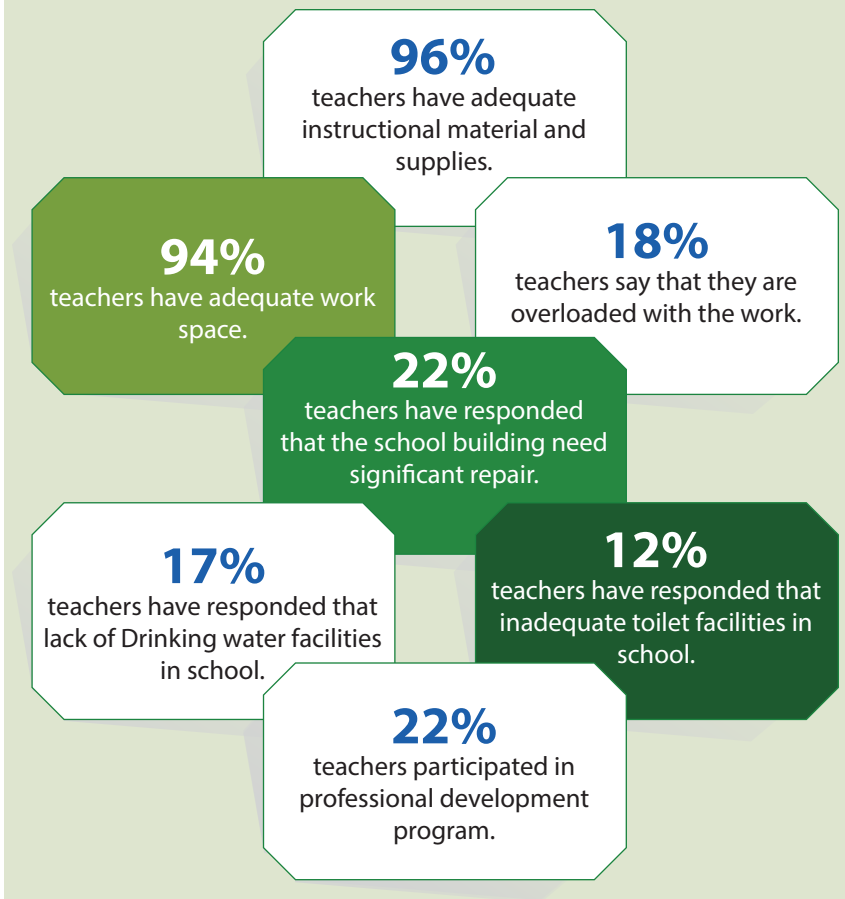 96%
teachers have adequate
instructional material and
supplies.
94%
teachers have adequate work
space.
18%
teachers say that they are
overloaded with the work.
22%
teachers have responded
that the school building need
significant repair.
17%
teachers have responded that
lack of Drinking water facilities
in school.
12%
teachers have responded that
inadequate toilet facilities in
school.
22%
teachers participated in
professional development
program.